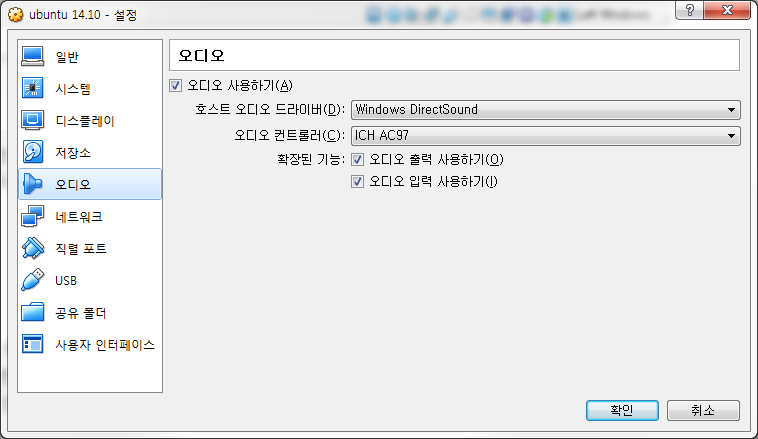 ubuntu 14.10 - 설정
일반
시스템
디스플레이
저장소
오디오
네트워크
직렬 포트
USB
공유 폴더
사용자 인터페이스
오디오
오디오 사용하기(A)
호스트 오디오 드라이버(D): Windows DirectSound
오디오 컨트롤러(C): ICH AC97
확장된 기능: 오디오 출력 사용하기(O)
오디오 입력 사용하기(I)
확인 취소